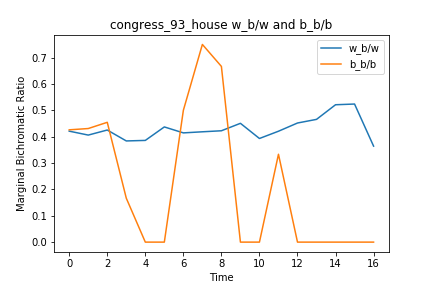 congress_93_house w_b/w and b_b/b
w_b/w
b_b/b
Marginal Bichromatic Ratio
0.7
0.6
0.5
0.4
0.3
0.2
0.1
0.0
0 2 4 6 8 10 12 14 16
Time